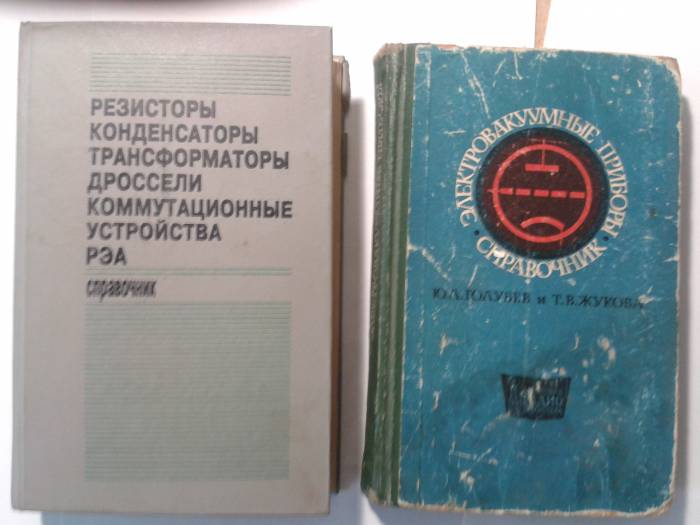 РЕЗИСТОРЫ
КОНДЕНСАТОРЫ
ТРАНСФОРМАТОРЫ
ДРОССЕЛИ
КОММУТАЦИОННЫЕ
УСТРОЙСТВА
РЭА
справочник
ЭЛЕКТРОВАКУУМНЫЕ ПРИБОРЫ
• СПРАВОЧНИК •
Ю.Л.ГОЛУБЕВ и Т.В.ЖУКОВА